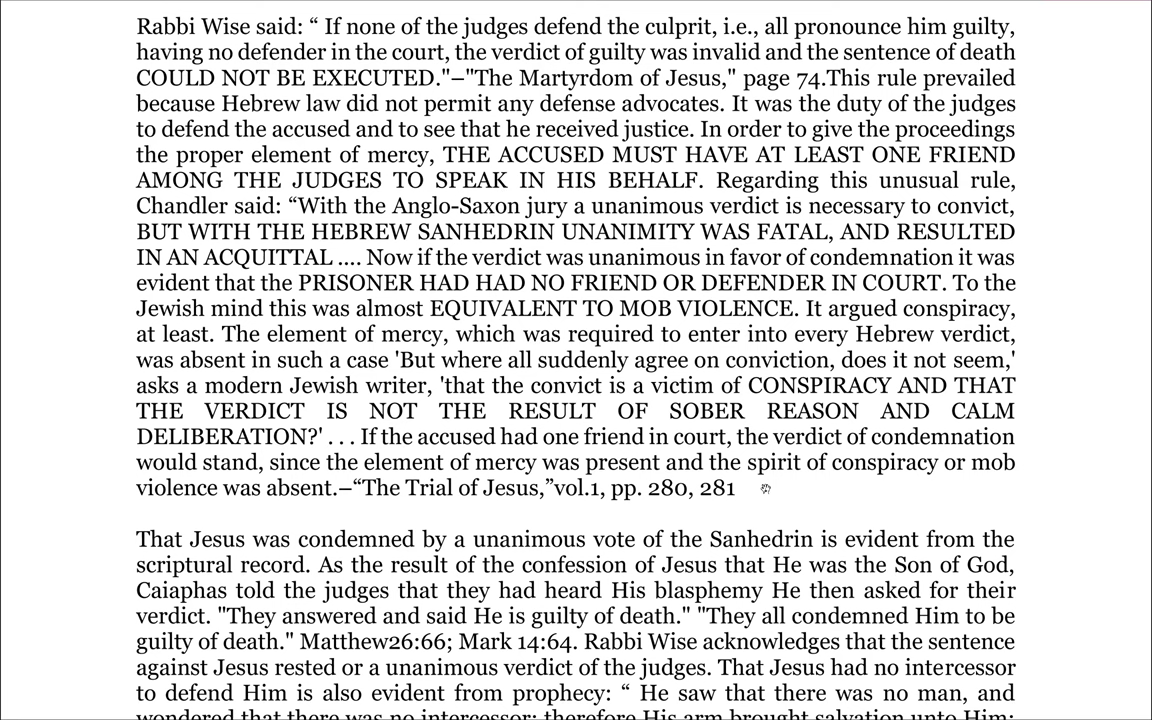 Rabbi Wise said: “ If none of the judges defend the culprit, i.e., all pronounce him guilty,
having no defender in the court, the verdict of guilty was invalid and the sentence of death
COULD NOT BE EXECUTED."–"The Martyrdom of Jesus," page 74.This rule prevailed
because Hebrew law did not permit any defense advocates. It was the duty of the judges
to defend the accused and to see that he received justice. In order to give the proceedings
the proper element of mercy, THE ACCUSED MUST HAVE AT LEAST ONE FRIEND
AMONG THE JUDGES TO SPEAK IN HIS BEHALF. Regarding this unusual rule,
Chandler said: “With the Anglo-Saxon jury a unanimous verdict is necessary to convict,
BUT WITH THE HEBREW SANHEDRIN UNANIMITY WAS FATAL, AND RESULTED
IN AN ACQUITTAL .... Now if the verdict was unanimous in favor of condemnation it was
evident that the PRISONER HAD HAD NO FRIEND OR DEFENDER IN COURT. To the
Jewish mind this was almost EQUIVALENT TO MOB VIOLENCE. It argued conspiracy,
at least. The element of mercy, which was required to enter into every Hebrew verdict,
was absent in such a case 'But where all suddenly agree on conviction, does it not seem,'
asks a modern Jewish writer, 'that the convict is a victim of CONSPIRACY AND THAT
THE VERDICT IS NOT THE RESULT OF SOBER REASON AND CALM
DELIBERATION?' . . . If the accused had one friend in court, the verdict of condemnation
would stand, since the element of mercy was present and the spirit of conspiracy or mob
violence was absent.–“The Trial of Jesus,”vol.1, pp. 280, 281
That Jesus was condemned by a unanimous vote of the Sanhedrin is evident from the
scriptural record. As the result of the confession of Jesus that He was the Son of God,
Caiaphas told the judges that they had heard His blasphemy He then asked for their
verdict. "They answered and said He is guilty of death." "They all condemned Him to be
guilty of death." Matthew26:66; Mark 14:64. Rabbi Wise acknowledges that the sentence
against Jesus rested or a unanimous verdict of the judges. That Jesus had no intercessor
to defend Him is also evident from prophecy: “ He saw that there was no man, and
wondered that there was no intercessor; therefore His arm brought salvation unto Him;